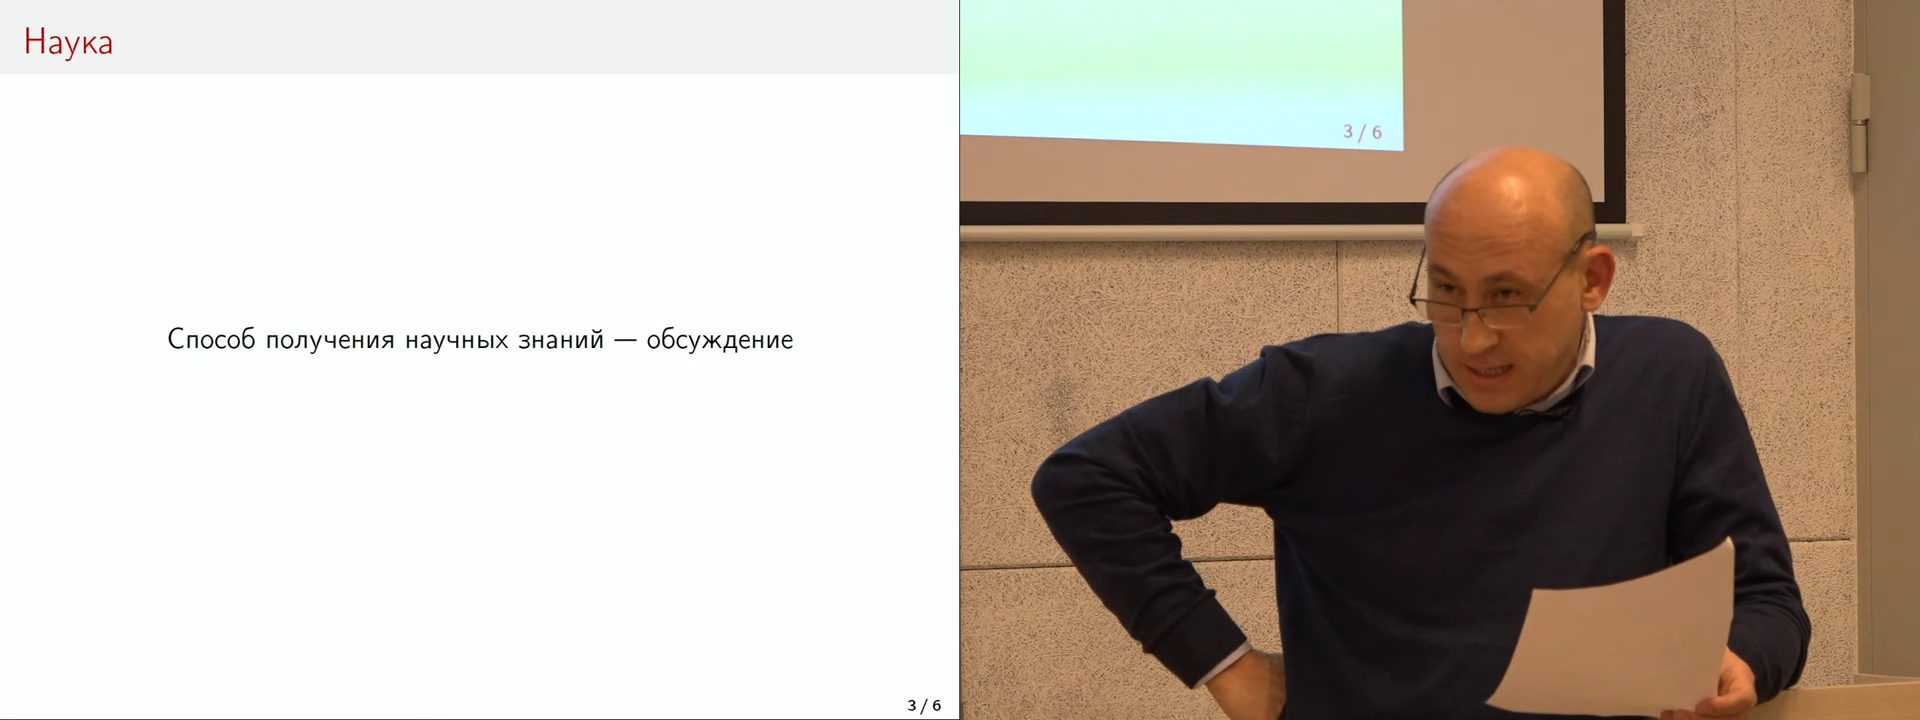 Наука
Способ получения научных знаний — обсуждение
3 / 6
3 / 6